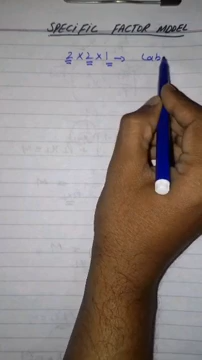 SPECIFIC FACTOR MODEL
2 × 2 × 1 → Lab